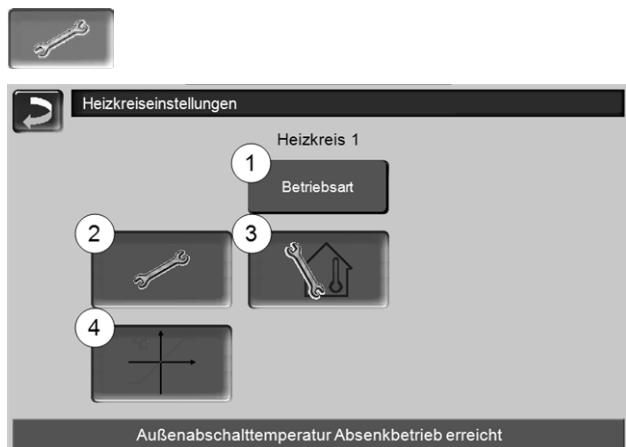 Heizkreiseinstellungen
Heizkreis 1
1
Betriebsart
2
3
4
Außenabschalttemperatur Absenkbetrieb erreicht